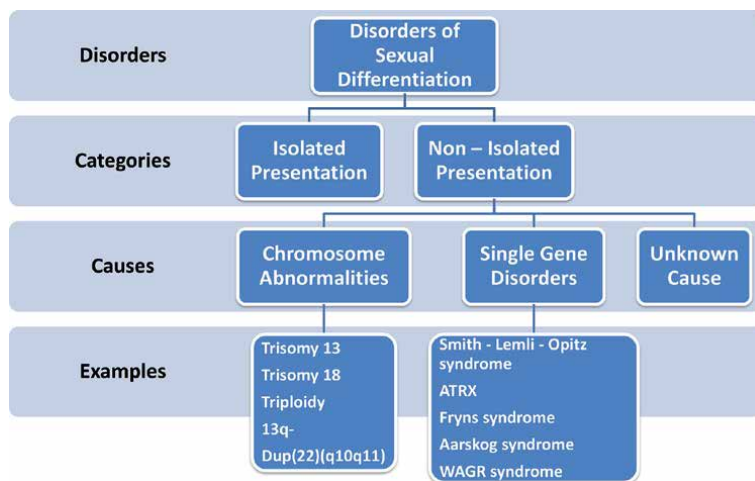 Disorders
Disorders of
Sexual
Differentiation
Categories
Isolated
Presentation
Non – Isolated
Presentation
Causes
Chromosome
Abnormalities
Single Gene
Disorders
Unknown
Cause
Examples
Trisomy 13
Trisomy 18
Triploidy
13q-
Dup(22)(q10q11)
Smith - Lemli - Opitz
syndrome
ATRX
Fryns syndrome
Aarskog syndrome
WAGR syndrome